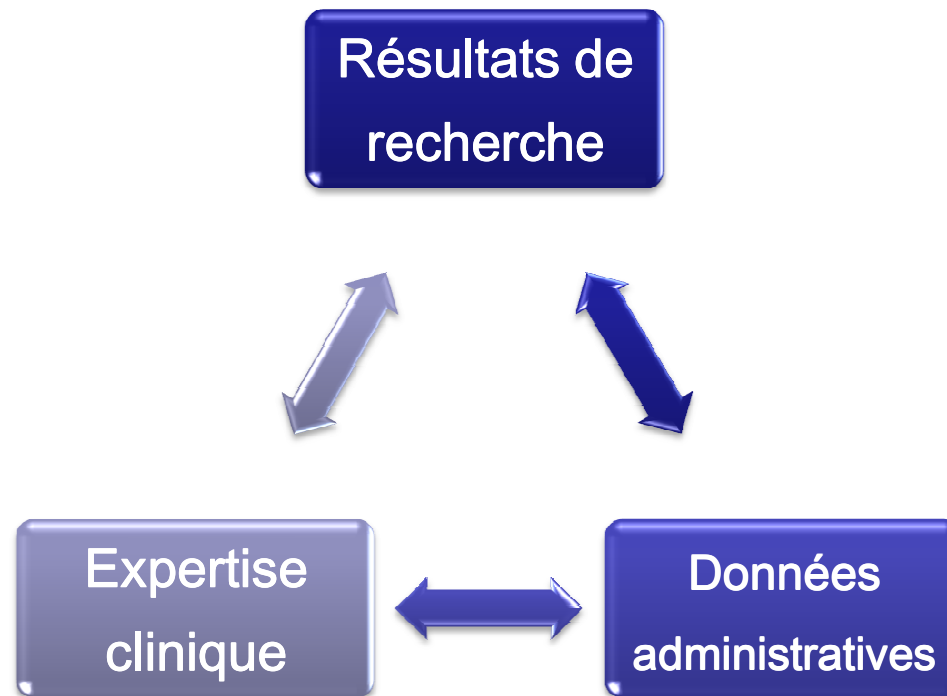 Résultats de
recherche
Expertise
clinique
Données
administratives